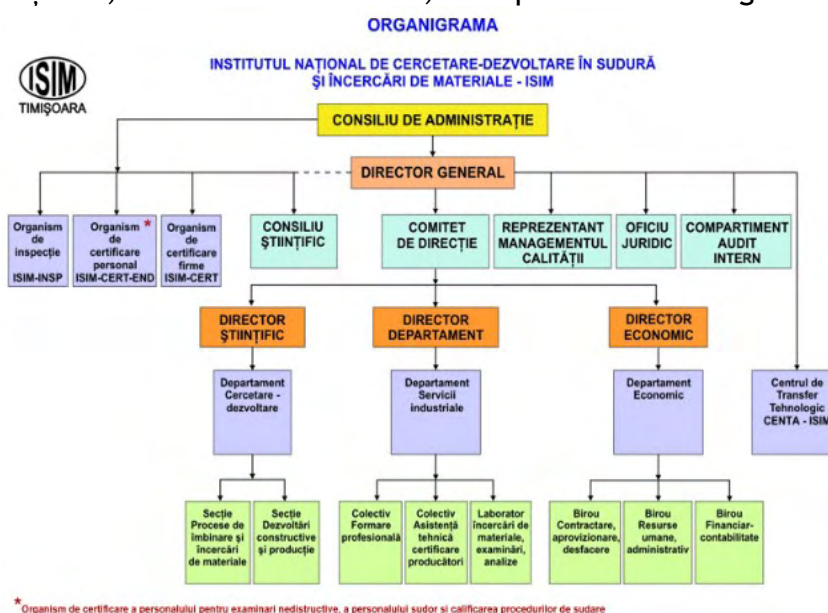 ORGANIGRAMA
INSTITUTUL NAȚIONAL DE CERCETARE-DEZVOLTARE ÎN SUDURĂ
ŞI ÎNCERCĂRI DE MATERIALE - ISIM
ISIM
TIMIŞOARA
CONSILIU DE ADMINISTRAȚIE
DIRECTOR GENERAL
Organism
de
inspecție
ISIM-INSP
Organism *
de
certificare
personal
ISIM-CERT-END
Organism
de
certificare
firme
ISIM-CERT
CONSILIU
ŞTIINȚIFIC
COMITET
DE DIRECȚIE
REPREZENTANT
MANAGEMENTUL
CALITĂȚII
OFICIU
JURIDIC
COMPARTIMENT
AUDIT
INTERN
DIRECTOR
ŞTIINȚIFIC
DIRECTOR
DEPARTAMENT
DIRECTOR
ECONOMIC
Departament
Cercetare -
dezvoltare
Departament
Servicii
industriale
Departament
Economic
Centrul de
Transfer
Tehnologic
CENTA - ISIM
Secție
Procese de
îmbinare şi
încercări
de materiale
Secție
Dezvoltări
constructive
şi producție
Colectiv
Formare
profesională
Colectiv
Asistență
tehnică
certificare
producători
Laborator
încercări de
materiale,
examinări,
analize
Birou
Contractare,
aprovizionare,
desfacere
Birou
Resurse
umane,
administrativ
Birou
Financiar-
contabilitate
*Organism de certificare a personalului pentru examinari nedistructive, a personalului sudor si calificarea procedurilor de sudare